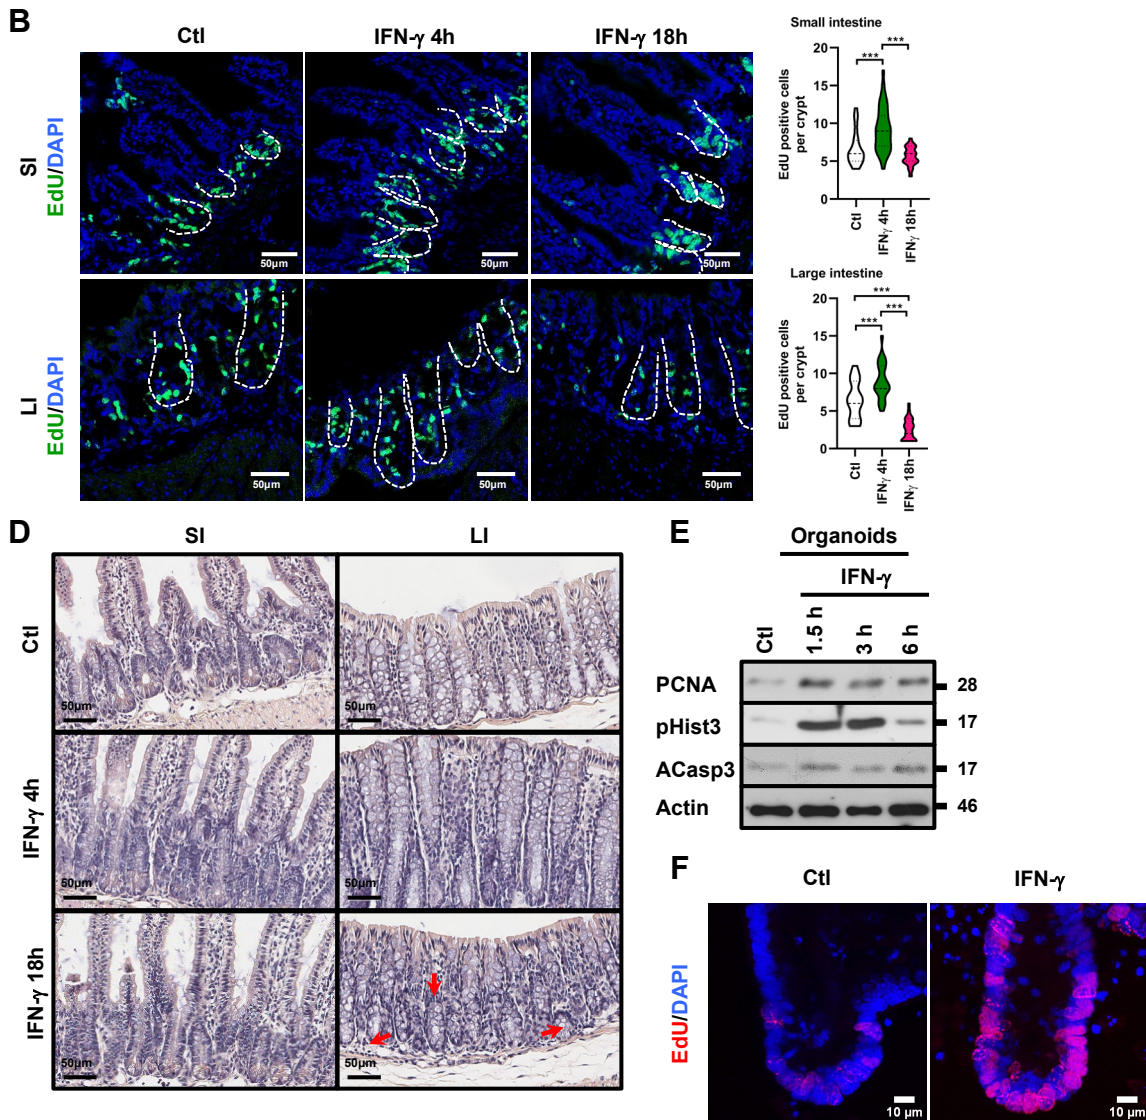 B
Ctl
IFN-γ 4h
IFN-γ 18h
SI
EdU/DAPI
50µm
50µm
50µm
LI
EdU/DAPI
50µm
50µm
50µm
Small intestine
EdU positive cells
per crypt
20
15
10
5
0
***
***
Ctl
IFNγ 4h
IFNγ 18h
Large intestine
EdU positive cells
per crypt
20
15
10
5
0
***
***
***
Ctl
IFNγ 4h
IFNγ 18h
D
SI
LI
Ctl
50µm
50µm
IFN-γ 4h
50µm
50µm
IFN-γ 18h
50µm
50µm
E
Organoids
IFN-γ
Ctl
1.5 h
3 h
6 h
PCNA
28
pHist3
17
ACasp3
17
Actin
46
F
Ctl
IFN-γ
EdU/DAPI
10 µm
10 µm